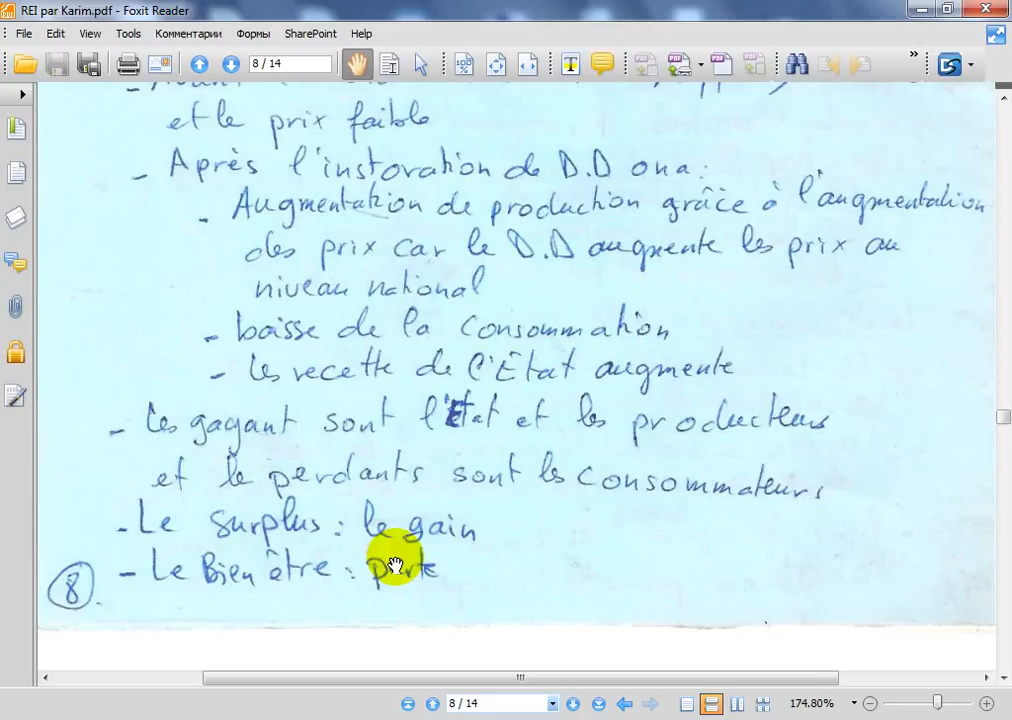 REI par Karim.pdf - Foxit Reader
File Edit View Tools Комментарии Формы SharePoint Help
8 / 14
et le prix faible
- Après l'instoration de D.D ona :
- Augmentation de production grâce à l'augmentation
des prix car le D.D augmente les prix au
niveau national
- baisse de la consommation
- les recette de l'État augmente
- Les gagant sont l'Etat et les producteurs
et le perdants sont les consommateurs
- Le surplus : le gain
- Le Bien être : perte
8
8 / 14
174.80%